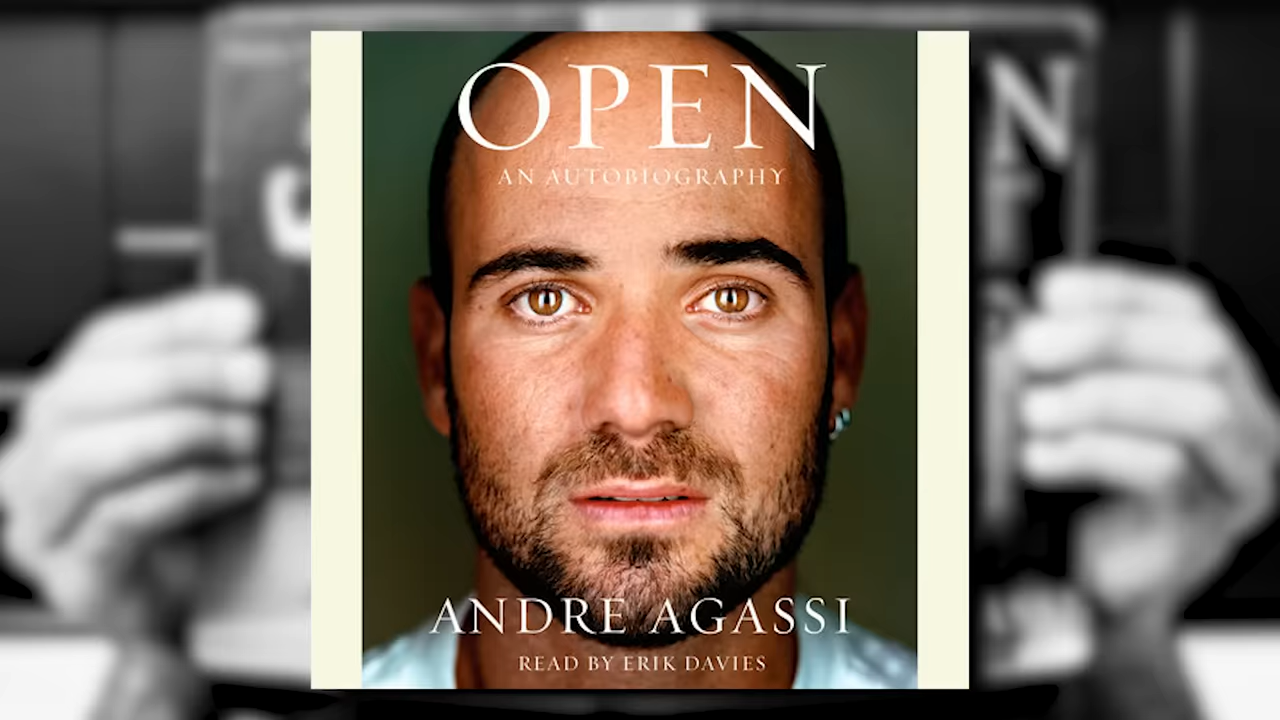 OPEN
AN AUTOBIOGRAPHY
ANDRE AGASSI
READ BY ERIK DAVIES